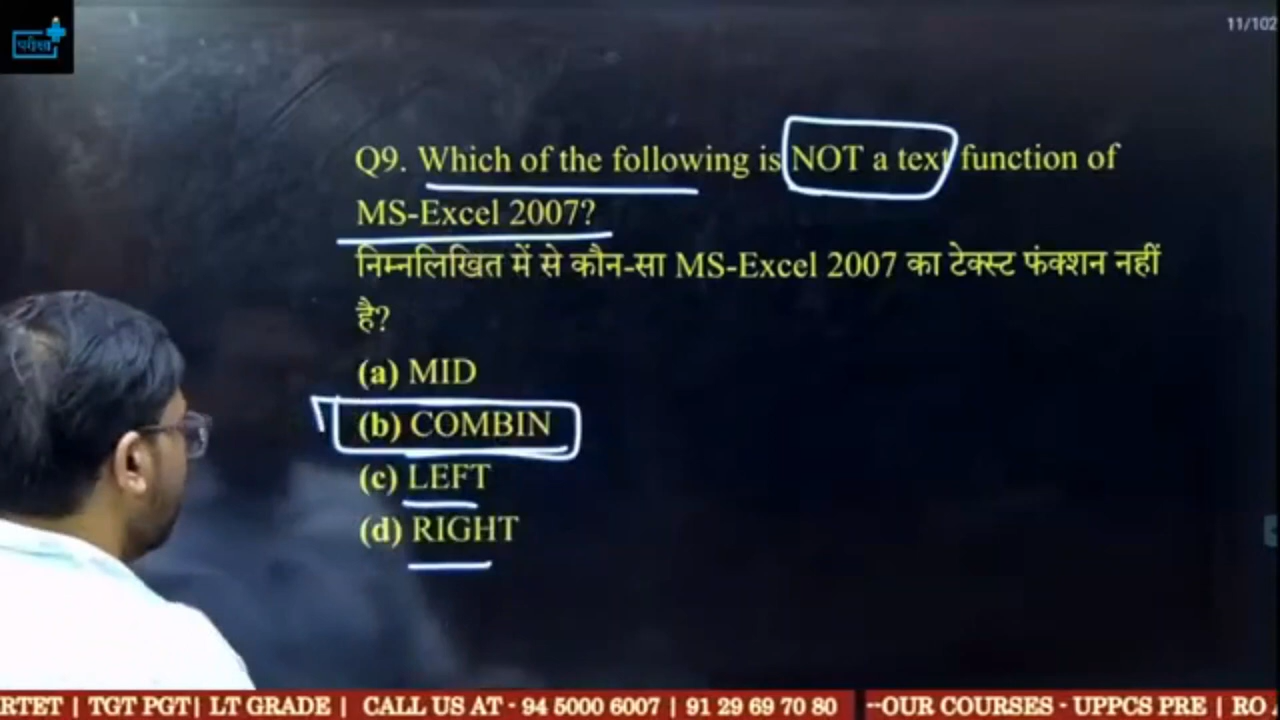 परीक्षा
11/102
Q9. Which of the following is NOT a text function of
MS-Excel 2007?
निम्नलिखित में से कौन-सा MS-Excel 2007 का टेक्स्ट फंक्शन नहीं
है?
(a) MID
(b) COMBIN
(c) LEFT
(d) RIGHT
RTET | TGT PGT| LT GRADE | CALL US AT - 94 5000 6007 | 91 29 69 70 80 --OUR COURSES - UPPCS PRE | RO